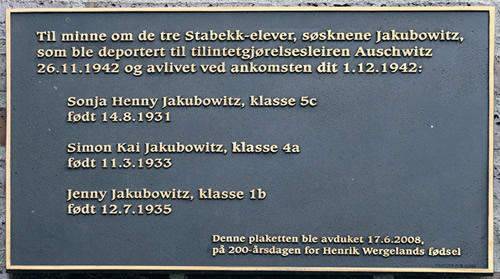 Til minne om de tre Stabekk-elever, søsknene Jakubowitz,
som ble deportert til tilintetgjørelsesleiren Auschwitz
26.11.1942 og avlivet ved ankomsten dit 1.12.1942:
Sonja Henny Jakubowitz, klasse 5c
født 14.8.1931
Simon Kai Jakubowitz, klasse 4a
født 11.3.1933
Jenny Jakubowitz, klasse 1b
født 12.7.1935
Denne plaketten ble avduket 17.6.2008,
på 200-årsdagen for Henrik Wergelands fødsel